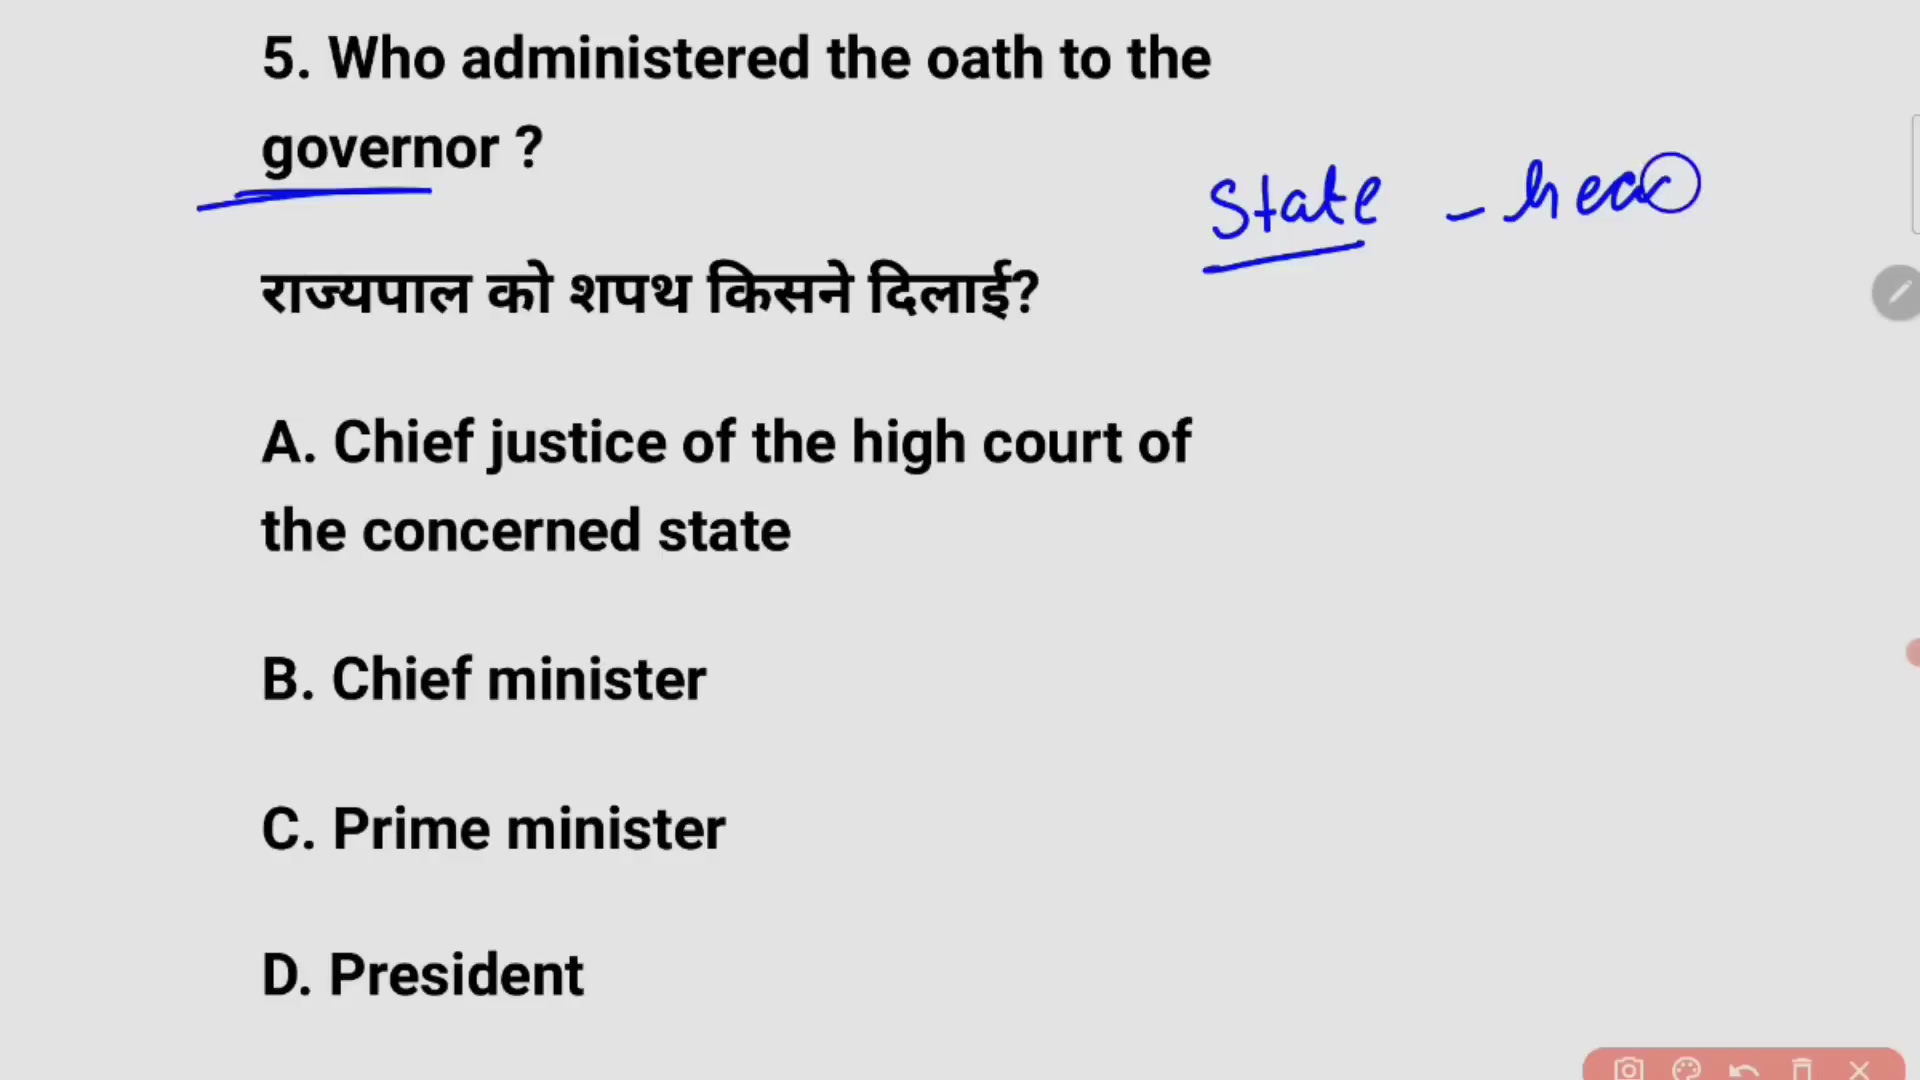 5. Who administered the oath to the
governor ?
State - head
राज्यपाल को शपथ किसने दिलाई?
A. Chief justice of the high court of
the concerned state
B. Chief minister
C. Prime minister
D. President